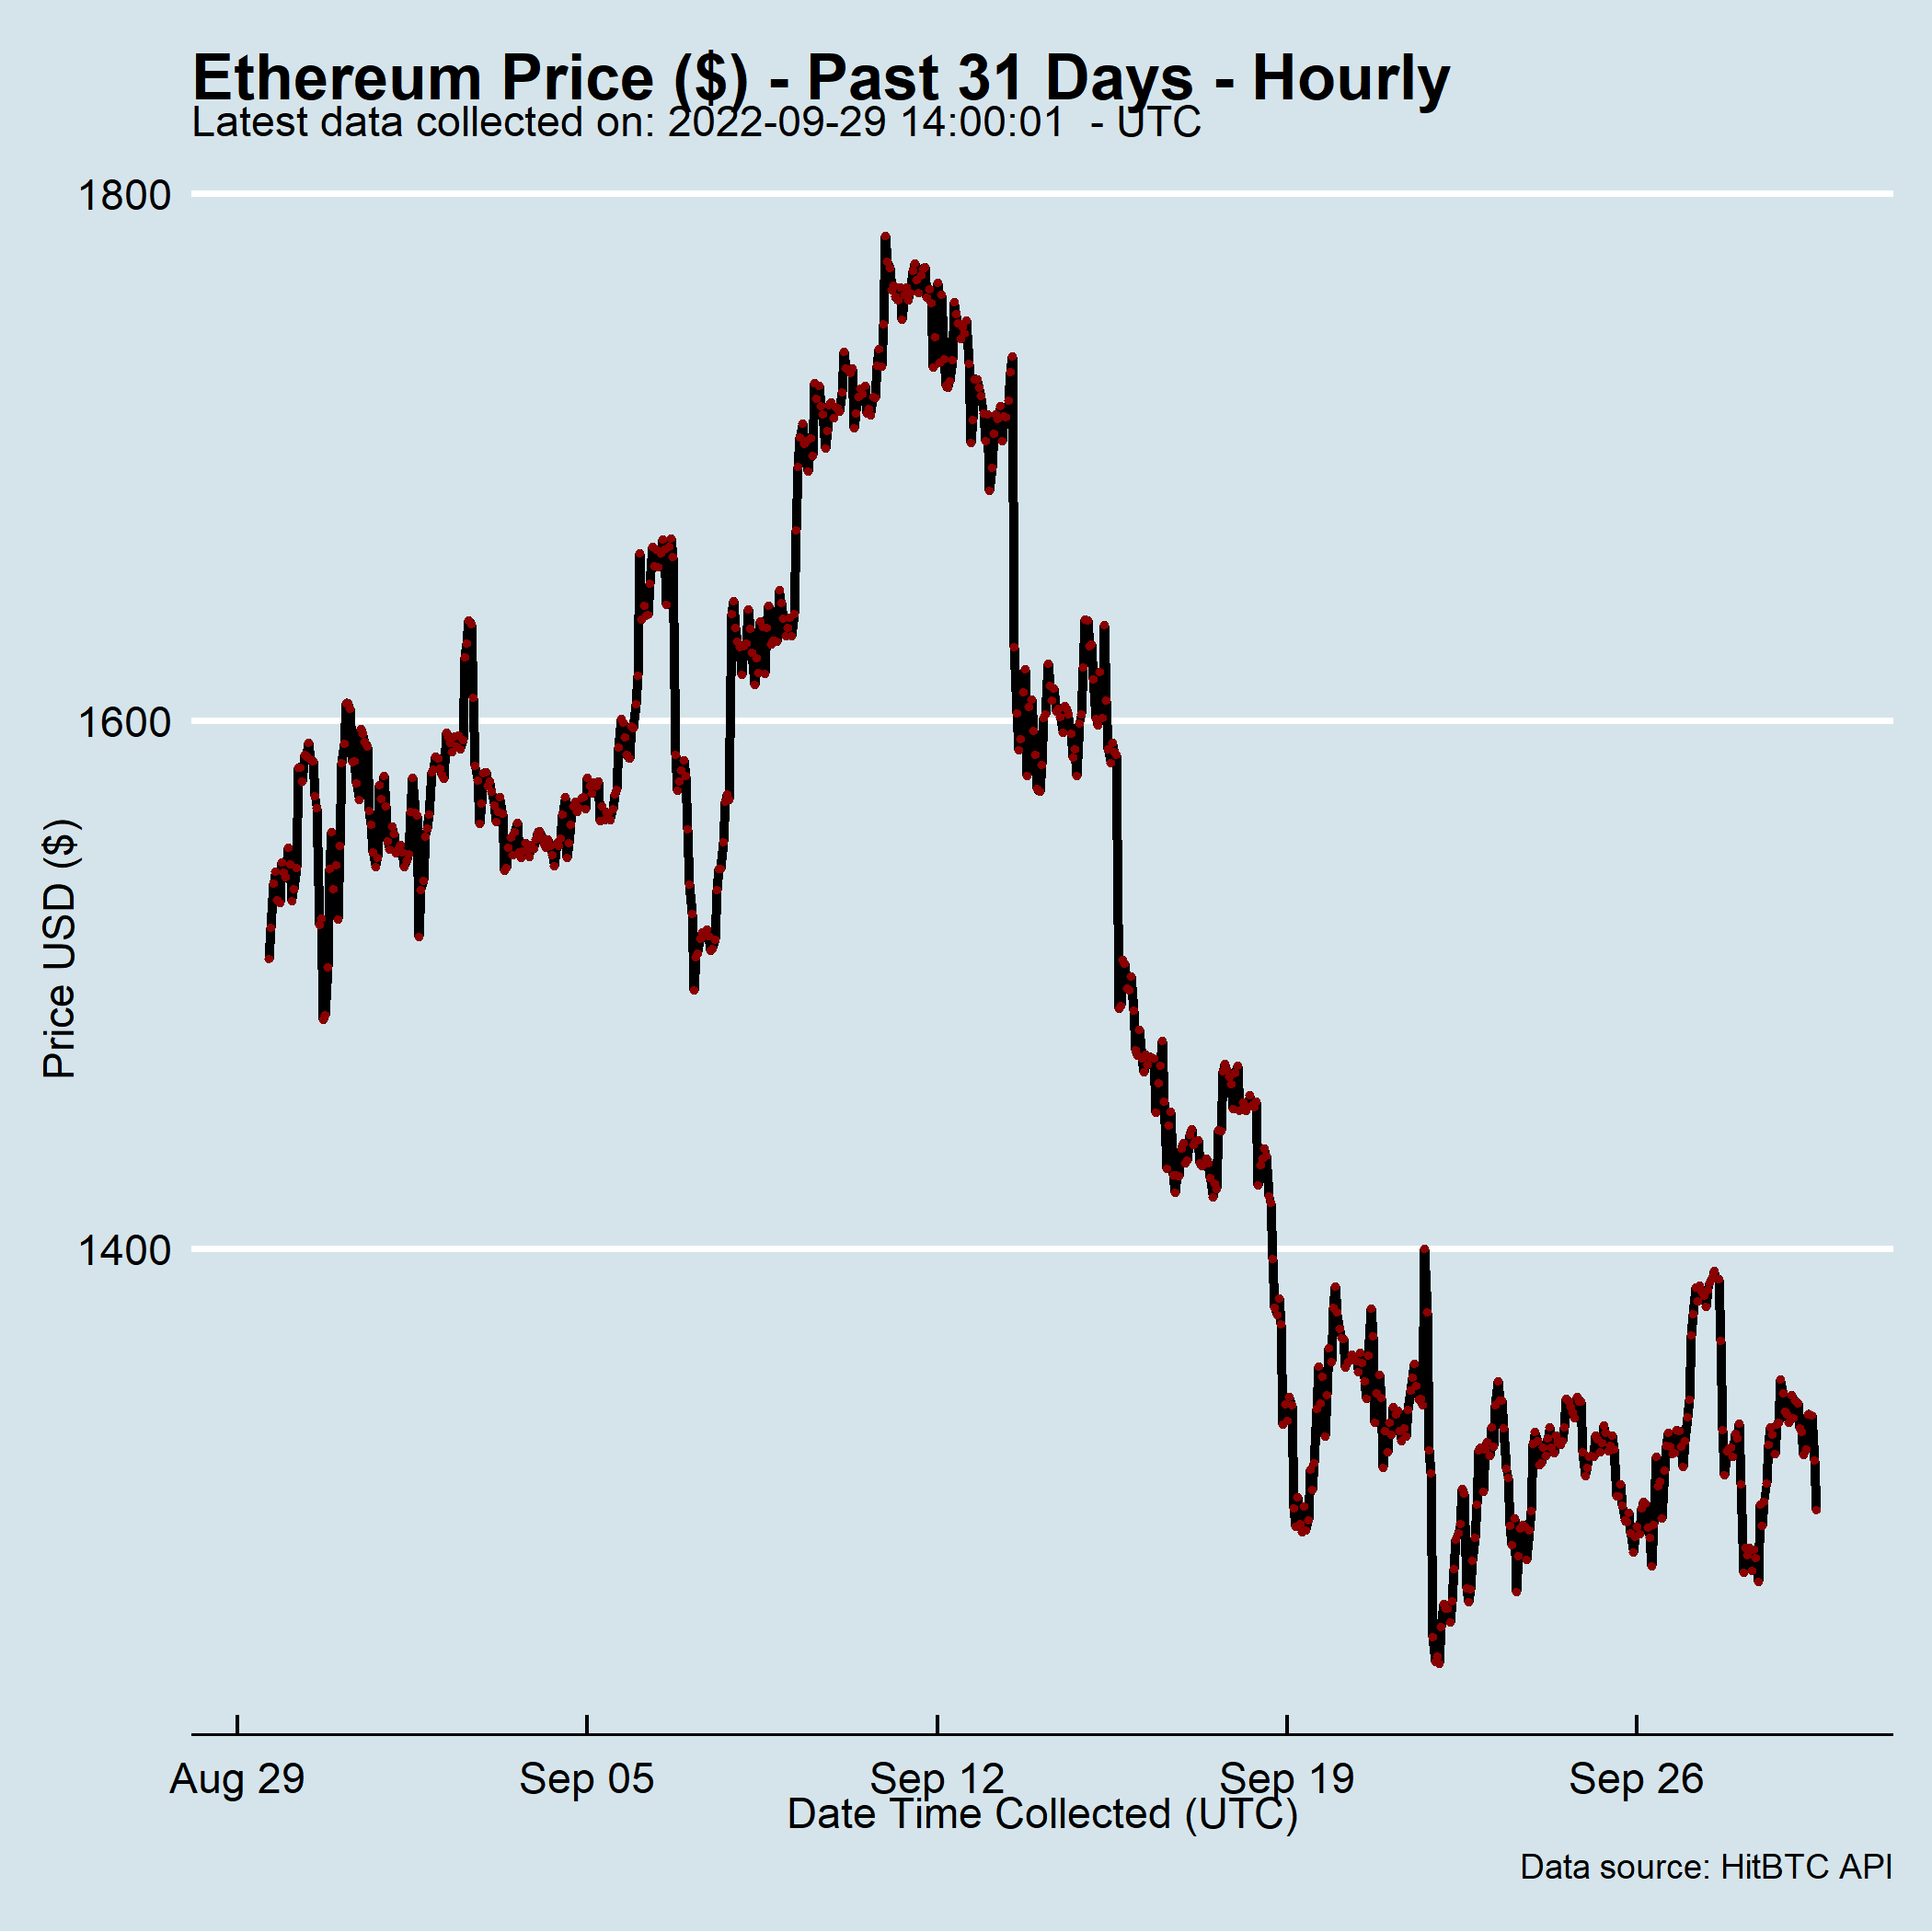 Ethereum Price ($) - Past 31 Days - Hourly
Latest data collected on: 2022-09-29 14:00:01  - UTC
1800
1600
1400
Price USD ($)
Aug 29 Sep 05 Sep 12 Sep 19 Sep 26
Date Time Collected (UTC)
Data source: HitBTC API